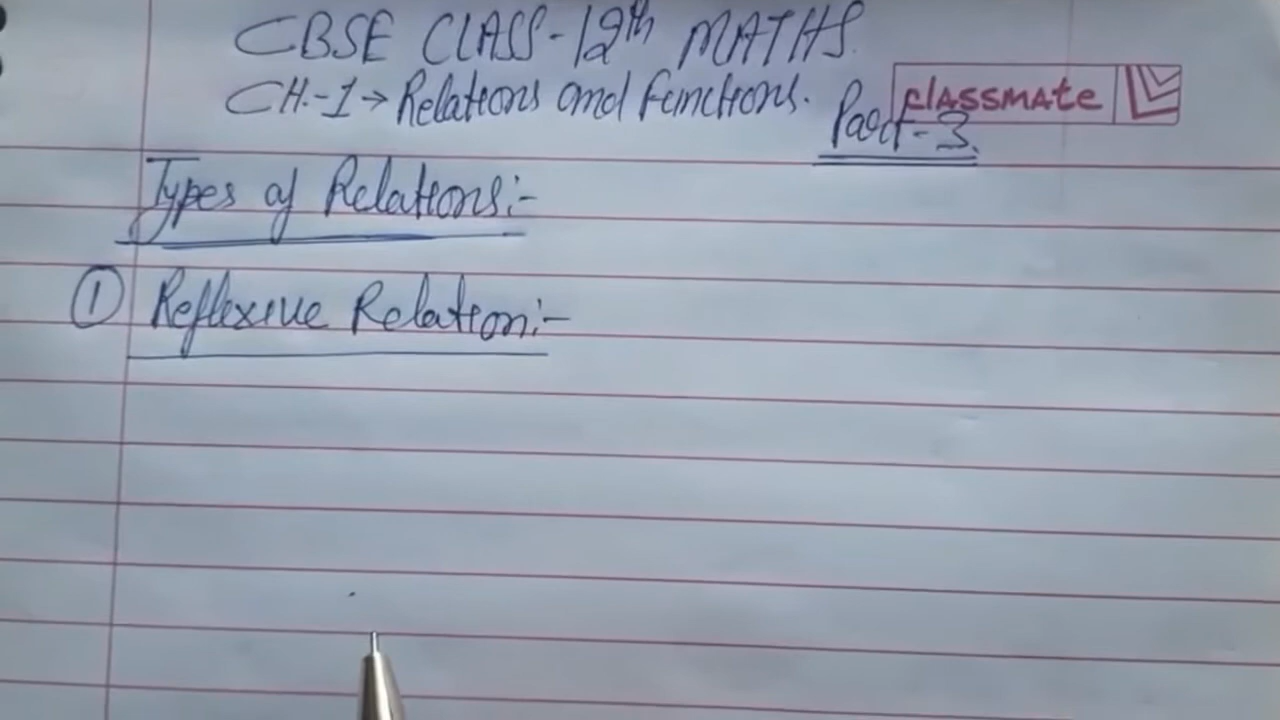 CBSE CLASS-12th MATHS.
CH.-1→ Relations and Functions.
classmate
Part-3.
Types of Relations:-
① Reflexive Relation:-